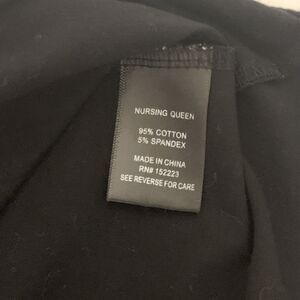 NURSING QUEEN
95% COTTON
5% SPANDEX
MADE IN CHINA
RN# 152223
SEE REVERSE FOR CARE